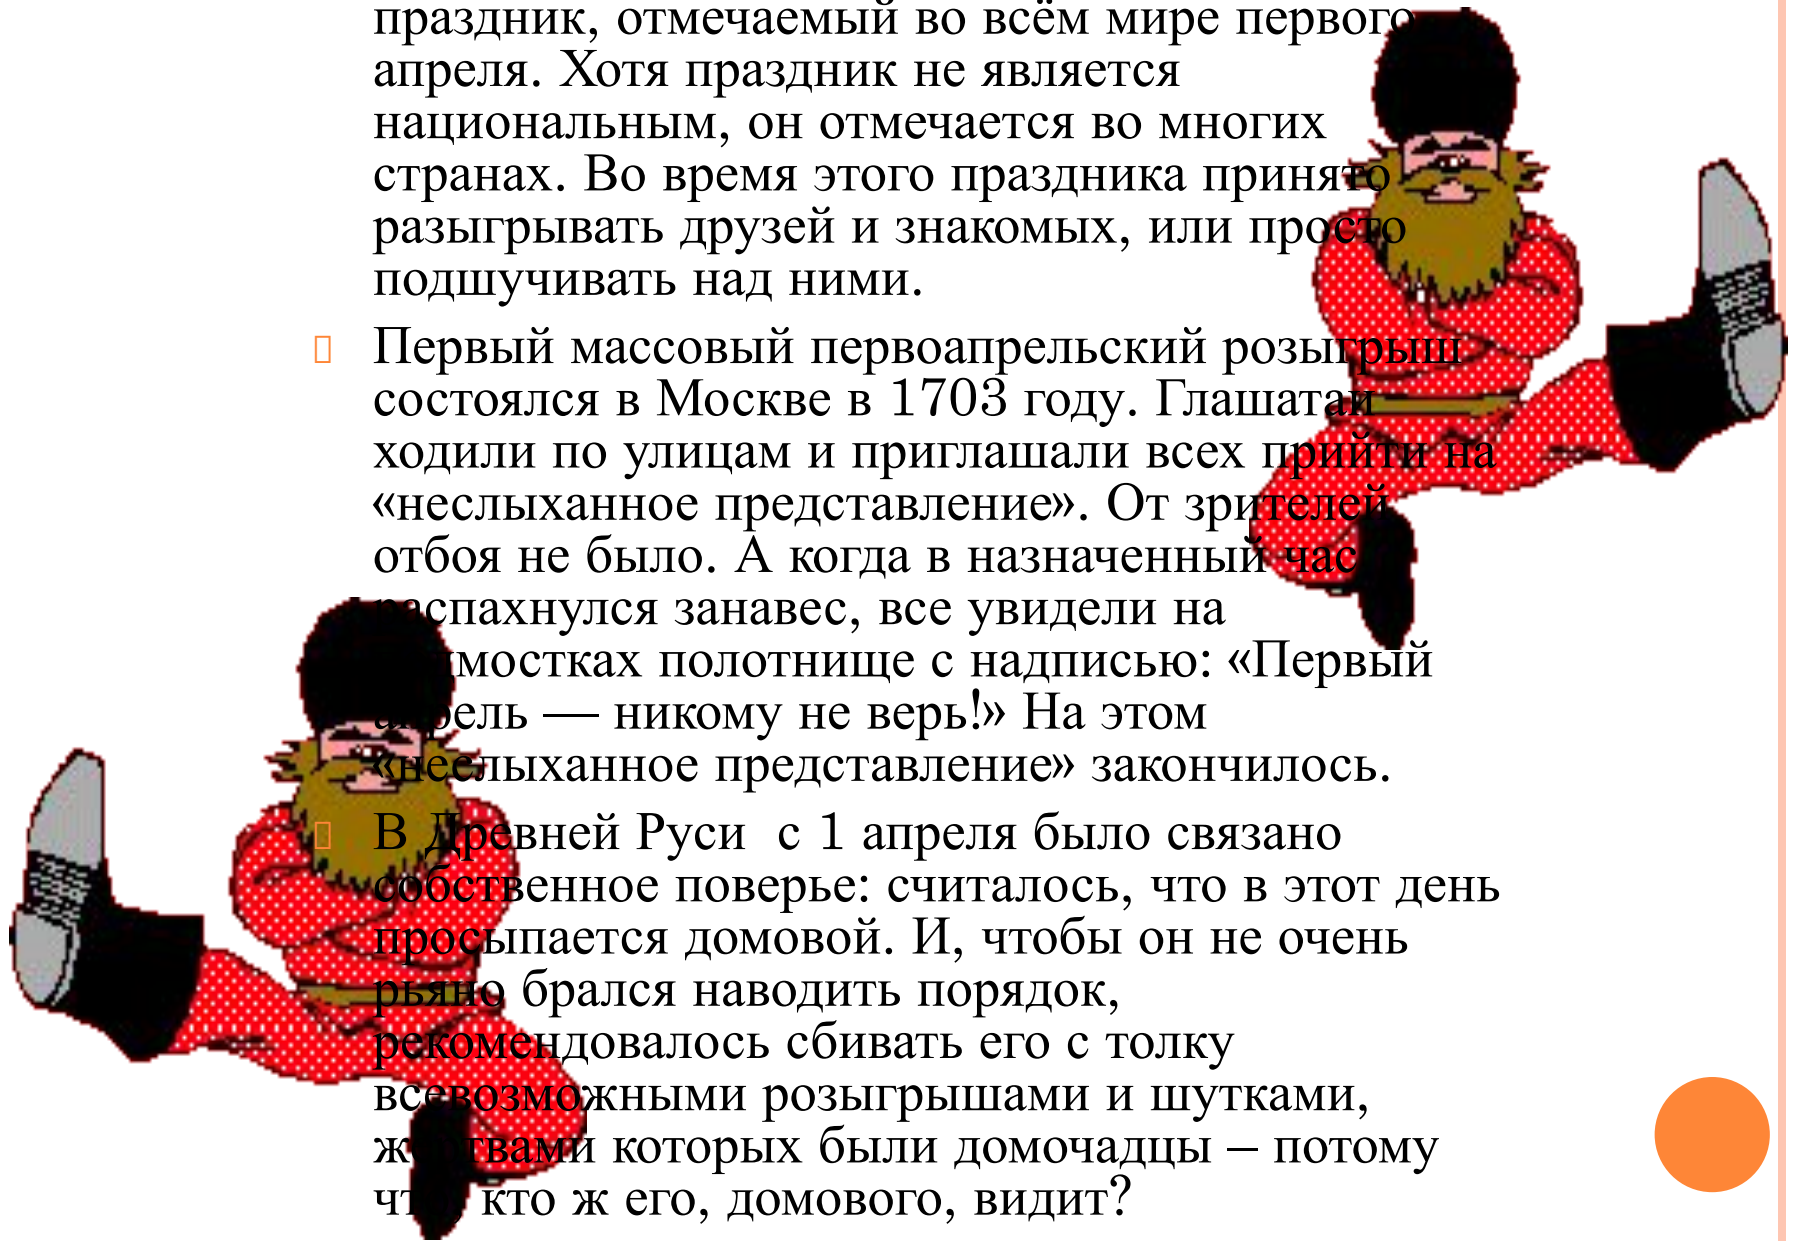 праздник, отмечаемый во всём мире первого
апреля. Хотя праздник не является
национальным, он отмечается во многих
странах. Во время этого праздника принято
разыгрывать друзей и знакомых, или просто
подшучивать над ними.
Первый массовый первоапрельский розыгрыш
состоялся в Москве в 1703 году. Глашатаи
ходили по улицам и приглашали всех прийти на
«неслыханное представление». От зрителей
отбоя не было. А когда в назначенный час
распахнулся занавес, все увидели на
подмостках полотнище с надписью: «Первый
апрель — никому не верь!» На этом
«неслыханное представление» закончилось.
В Древней Руси с 1 апреля было связано
собственное поверье: считалось, что в этот день
просыпается домовой. И, чтобы он не очень
рьяно брался наводить порядок,
рекомендовалось сбивать его с толку
всевозможными розыгрышами и шутками,
жертвами которых были домочадцы – потому
что, кто ж его, домового, видит?